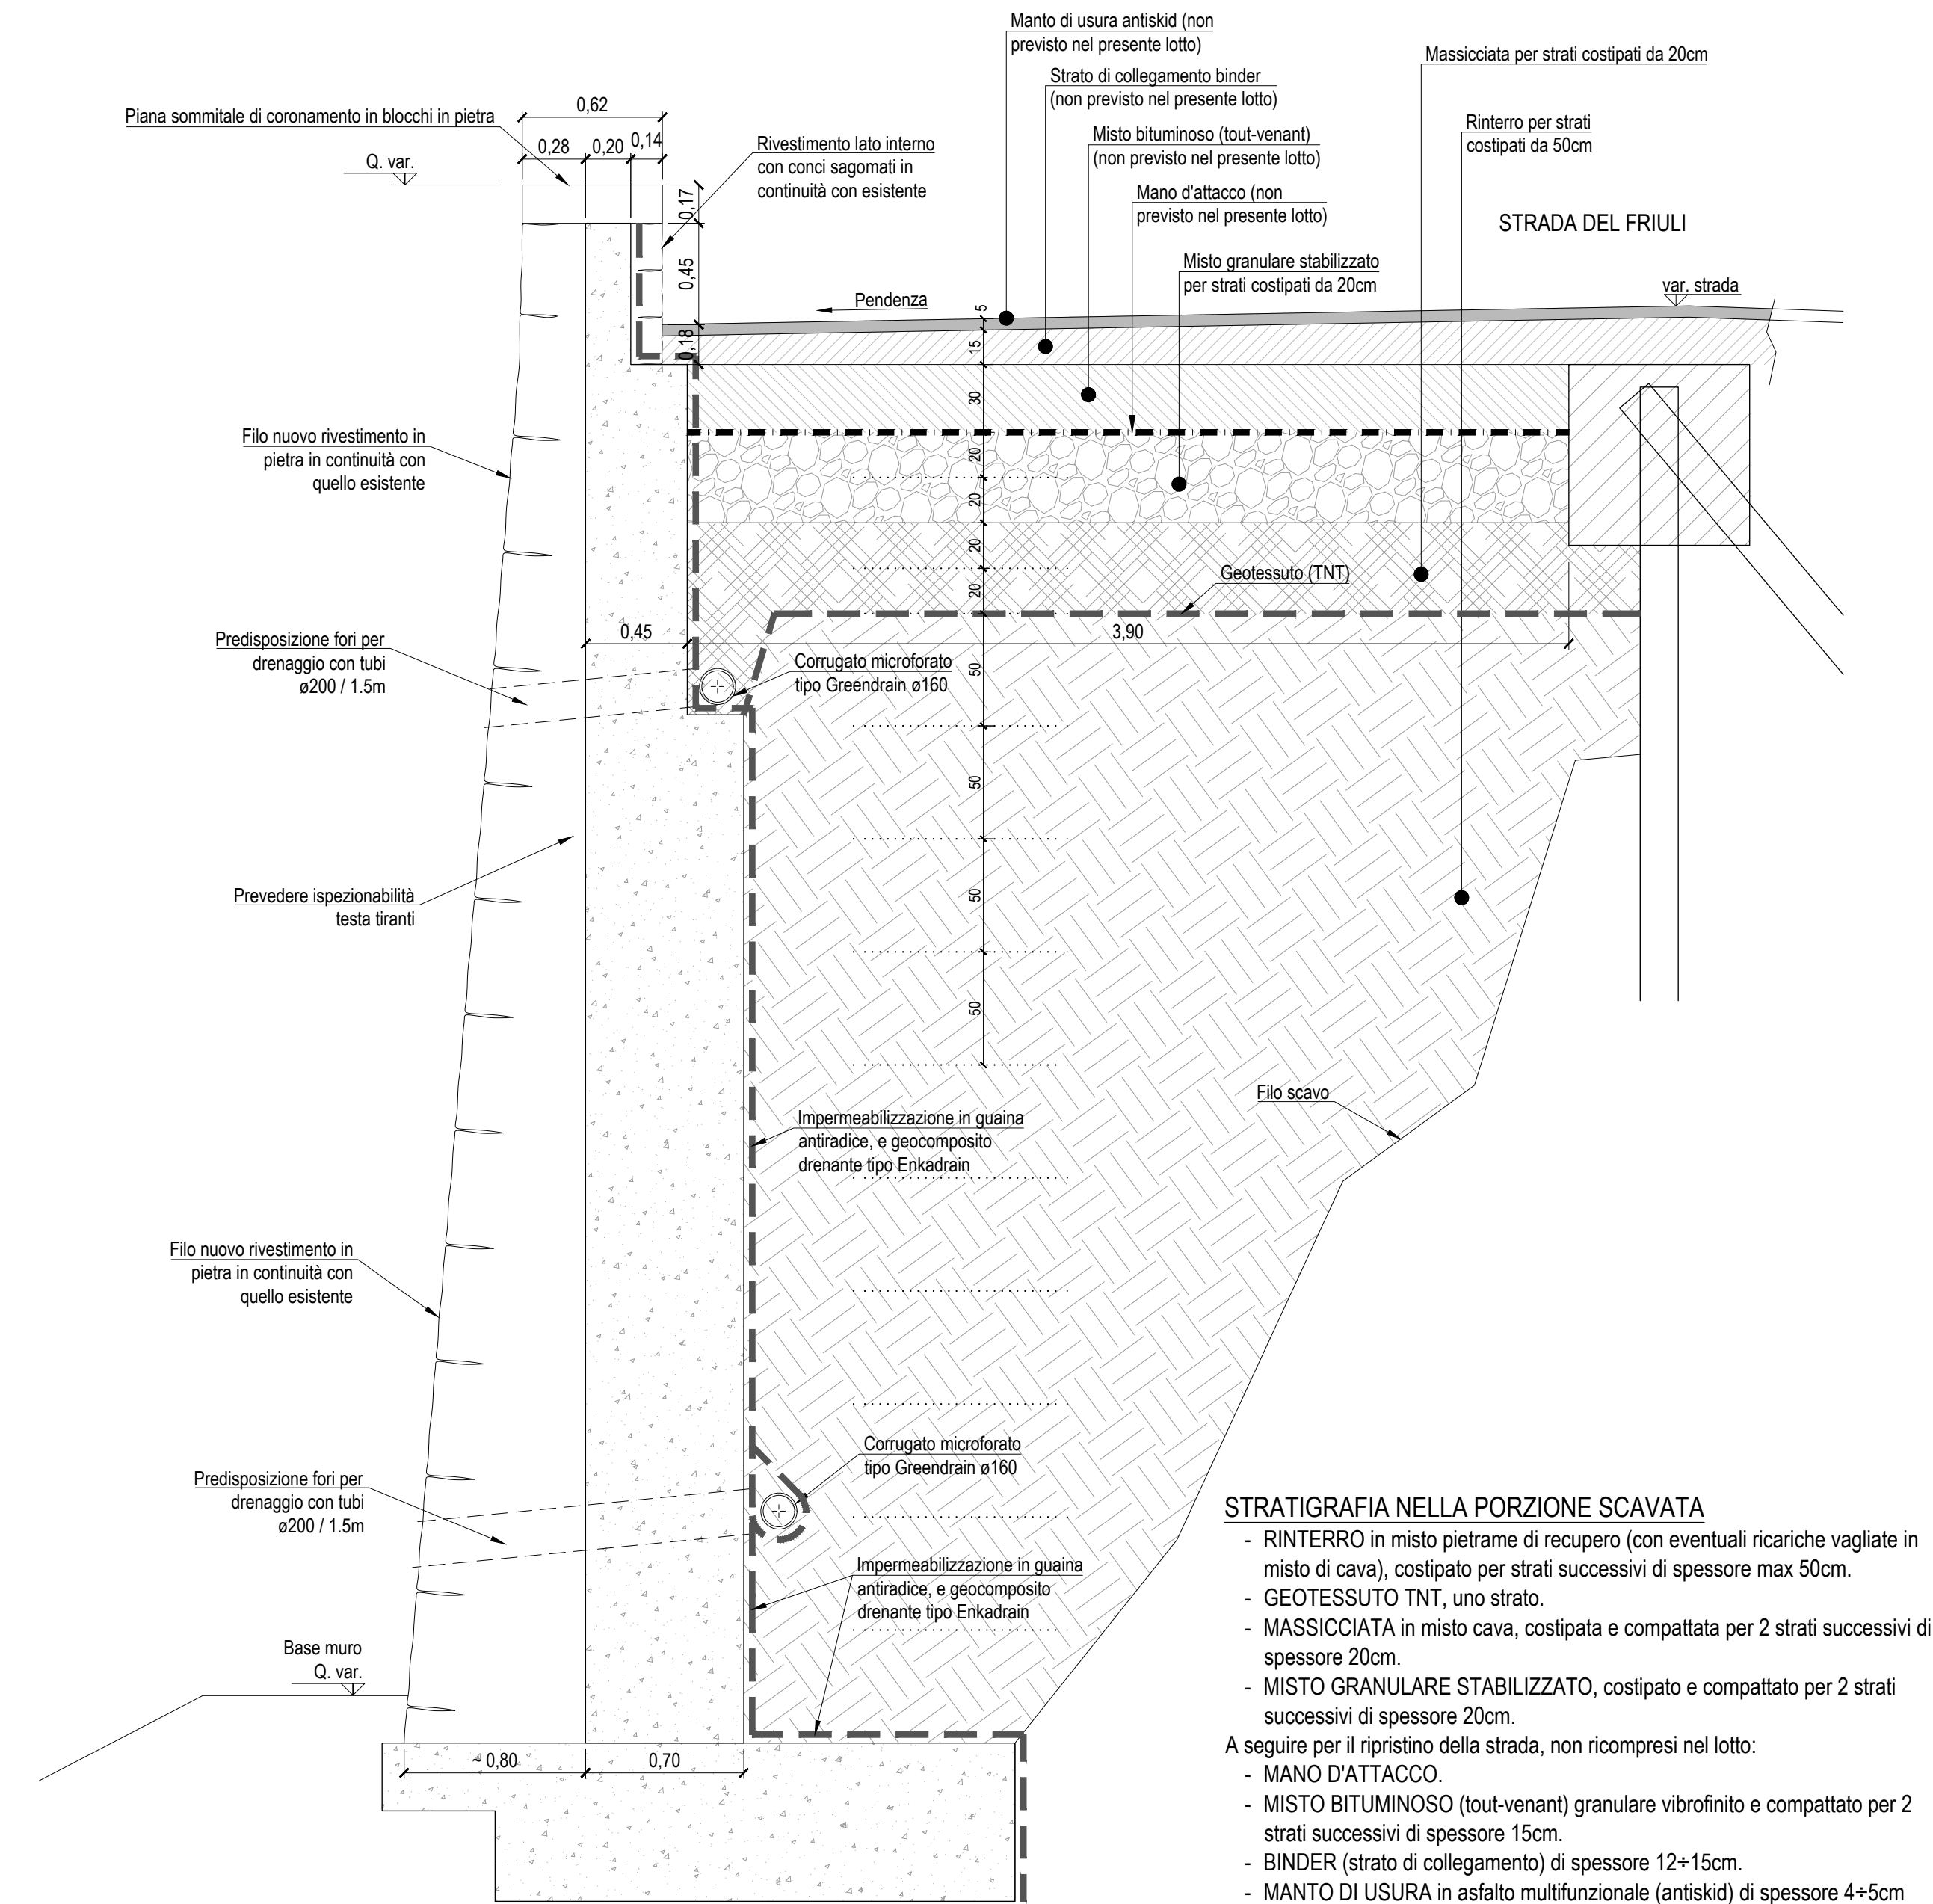 Manto di usura antiskid (non
previsto nel presente lotto)
Massicciata per strati costipati da 20cm
Strato di collegamento binder
(non previsto nel presente lotto)
0,62
Piana sommitale di coronamento in blocchi in pietra
Rinterro per strati
costipati da 50cm
Misto bituminoso (tout-venant)
(non previsto nel presente lotto)
0,28
0,20
0,14
Rivestimento lato interno
con conci sagomati in
continuità con esistente
Q. var.
0,17
Mano d'attacco (non
previsto nel presente lotto)
STRADA DEL FRIULI
0,45
Misto granulare stabilizzato
per strati costipati da 20cm
var. strada
Pendenza
5
0,18
15
30
Filo nuovo rivestimento in
pietra in continuità con
quello esistente
20
20
20
Geotessuto (TNT)
20
0,45
3,90
Predisposizione fori per
drenaggio con tubi
ø200 / 1.5m
Corrugato microforato
tipo Greendrain ø160
50
50
Prevedere ispezionabilità
testa tiranti
50
50
Filo scavo
Impermeabilizzazione in guaina
antiradice, e geocomposito
drenante tipo Enkadrain
Filo nuovo rivestimento in
pietra in continuità con
quello esistente
Corrugato microforato
tipo Greendrain ø160
Predisposizione fori per
drenaggio con tubi
ø200 / 1.5m
Impermeabilizzazione in guaina
antiradice, e geocomposito
drenante tipo Enkadrain
Base muro
Q. var.
~ 0,80
0,70
STRATIGRAFIA NELLA PORZIONE SCAVATA
- RINTERRO in misto pietrame di recupero (con eventuali ricariche vagliate in
misto di cava), costipato per strati successivi di spessore max 50cm.
- GEOTESSUTO TNT, uno strato.
- MASSICCIATA in misto cava, costipata e compattata per 2 strati successivi di
spessore 20cm.
- MISTO GRANULARE STABILIZZATO, costipato e compattato per 2 strati
successivi di spessore 20cm.
A seguire per il ripristino della strada, non ricompresi nel lotto:
- MANO D'ATTACCO.
- MISTO BITUMINOSO (tout-venant) granulare vibrofinito e compattato per 2
strati successivi di spessore 15cm.
- BINDER (strato di collegamento) di spessore 12÷15cm.
- MANTO DI USURA in asfalto multifunzionale (antiskid) di spessore 4÷5cm